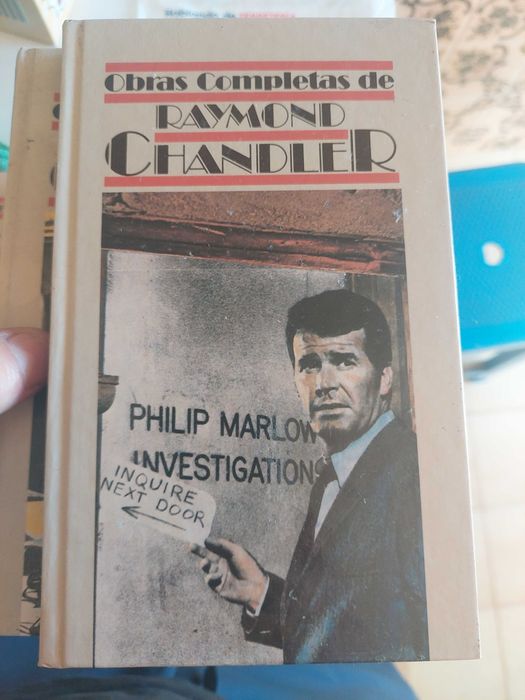 Obras Completas de
RAYMOND
CHANDLER
PHILIP MARLOW
INVESTIGATIONS
INQUIRE
NEXT DOOR